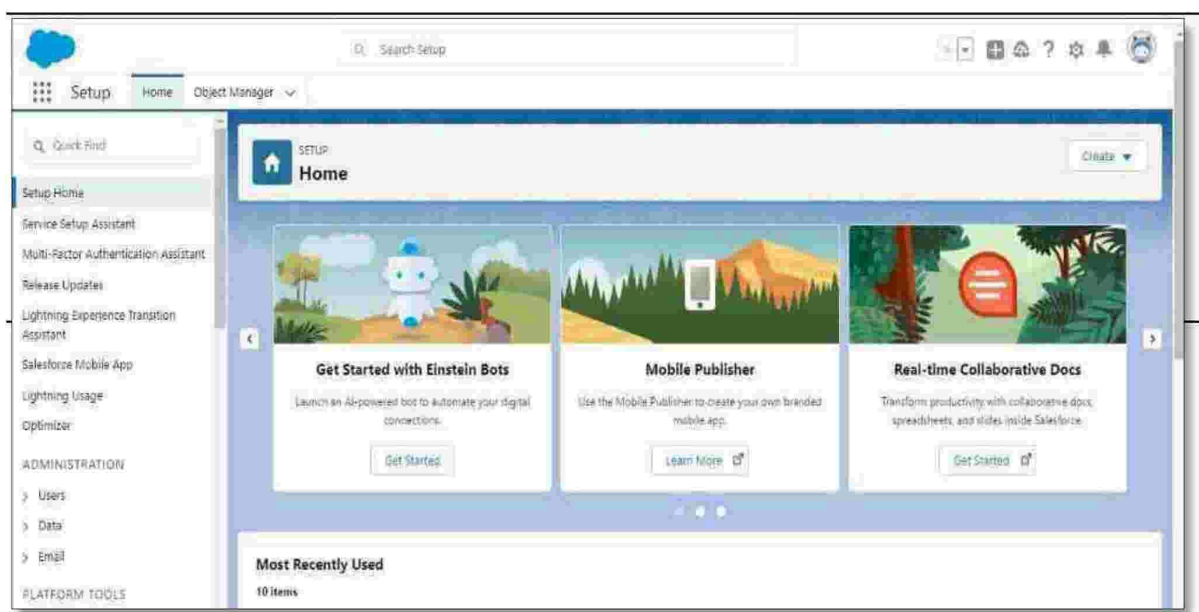 Search Setup
Setup
Home
Object Manager
Quick Find
Setup Home
Service Setup Assistant
Multi-Factor Authentication Assistant
Release Updates
Lightning Experience Transition
Assistant
Salesforce Mobile App
Lightning Usage
Optimizer
ADMINISTRATION
Users
Data
Email
PLATFORM TOOLS
SETUP
Home
Create
Get Started with Einstein Bots
Launch an AI-powered bot to automate your digital
connections.
Get Started
Mobile Publisher
Use the Mobile Publisher to create your own branded
mobile app.
Learn More
Real-time Collaborative Docs
Transform productivity with collaborative docs,
spreadsheets, and slides inside Salesforce.
Get Started
Most Recently Used
10 items